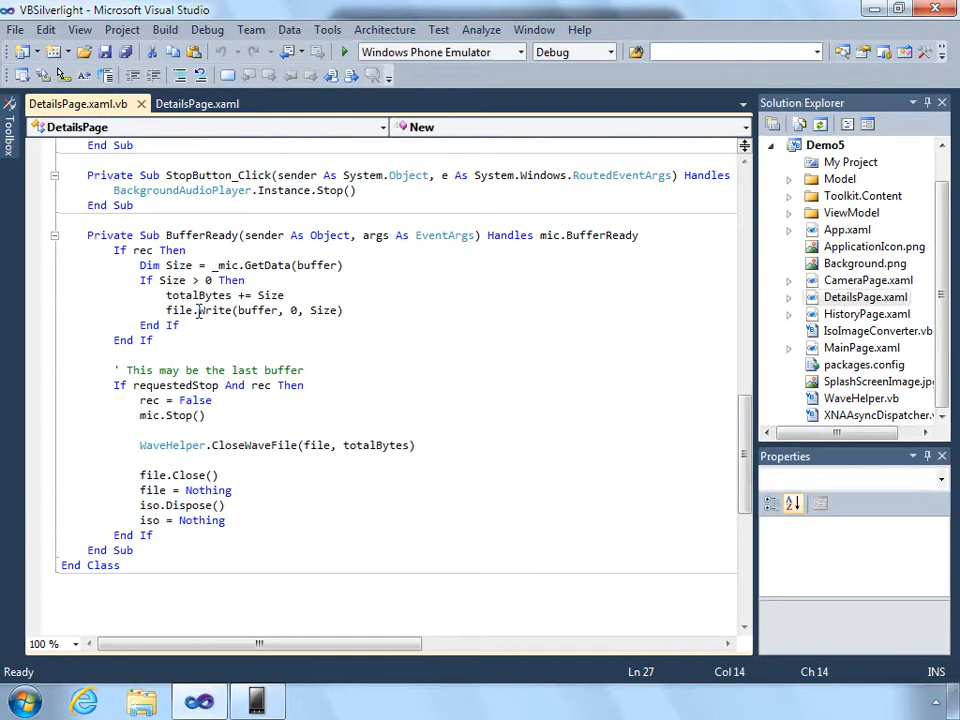 VBSilverlight - Microsoft Visual Studio
File Edit View Project Build Debug Team Data Tools Architecture Test Analyze Window Help
Windows Phone Emulator Debug
Toolbox
DetailsPage.xaml.vb DetailsPage.xaml
DetailsPage New
End Sub
Private Sub StopButton_Click(sender As System.Object, e As System.Windows.RoutedEventArgs) Handles
BackgroundAudioPlayer.Instance.Stop()
End Sub
Private Sub BufferReady(sender As Object, args As EventArgs) Handles mic.BufferReady
If rec Then
Dim Size = _mic.GetData(buffer)
If Size > 0 Then
totalBytes += Size
file.Write(buffer, 0, Size)
End If
End If
' This may be the last buffer
If requestedStop And rec Then
rec = False
mic.Stop()
WaveHelper.CloseWaveFile(file, totalBytes)
file.Close()
file = Nothing
iso.Dispose()
iso = Nothing
End If
End Sub
End Class
100 %
Solution Explorer
Demo5
My Project
Model
Toolkit.Content
ViewModel
App.xaml
ApplicationIcon.png
Background.png
CameraPage.xaml
DetailsPage.xaml
HistoryPage.xaml
IsoImageConverter.vb
MainPage.xaml
packages.config
SplashScreenImage.jpg
WaveHelper.vb
XNAAsyncDispatcher.v
Properties
Ready Ln 27 Col 14 Ch 14 INS